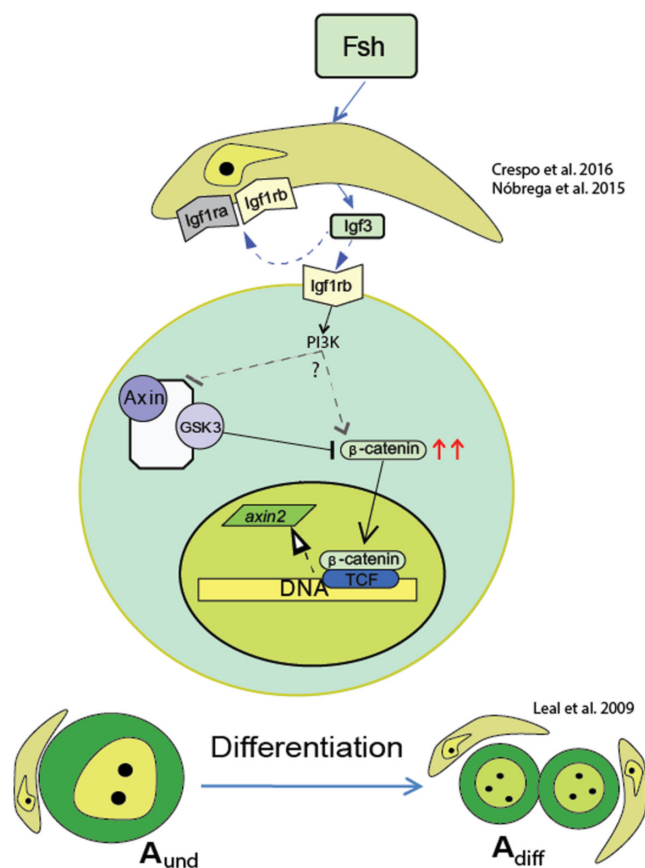 Fsh
Crespo et al. 2016
Nóbrega et al. 2015
Igf1ra
Igf1rb
Igf3
Igf1rb
PI3K
?
Axin
GSK3
β-catenin
axin2
β-catenin
TCF
DNA
Leal et al. 2009
Differentiation
Aund
Adiff